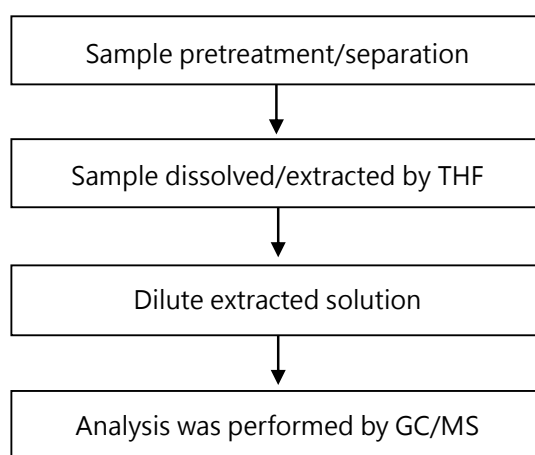 Sample pretreatment/separation
Sample dissolved/extracted by THF
Dilute extracted solution
Analysis was performed by GC/MS